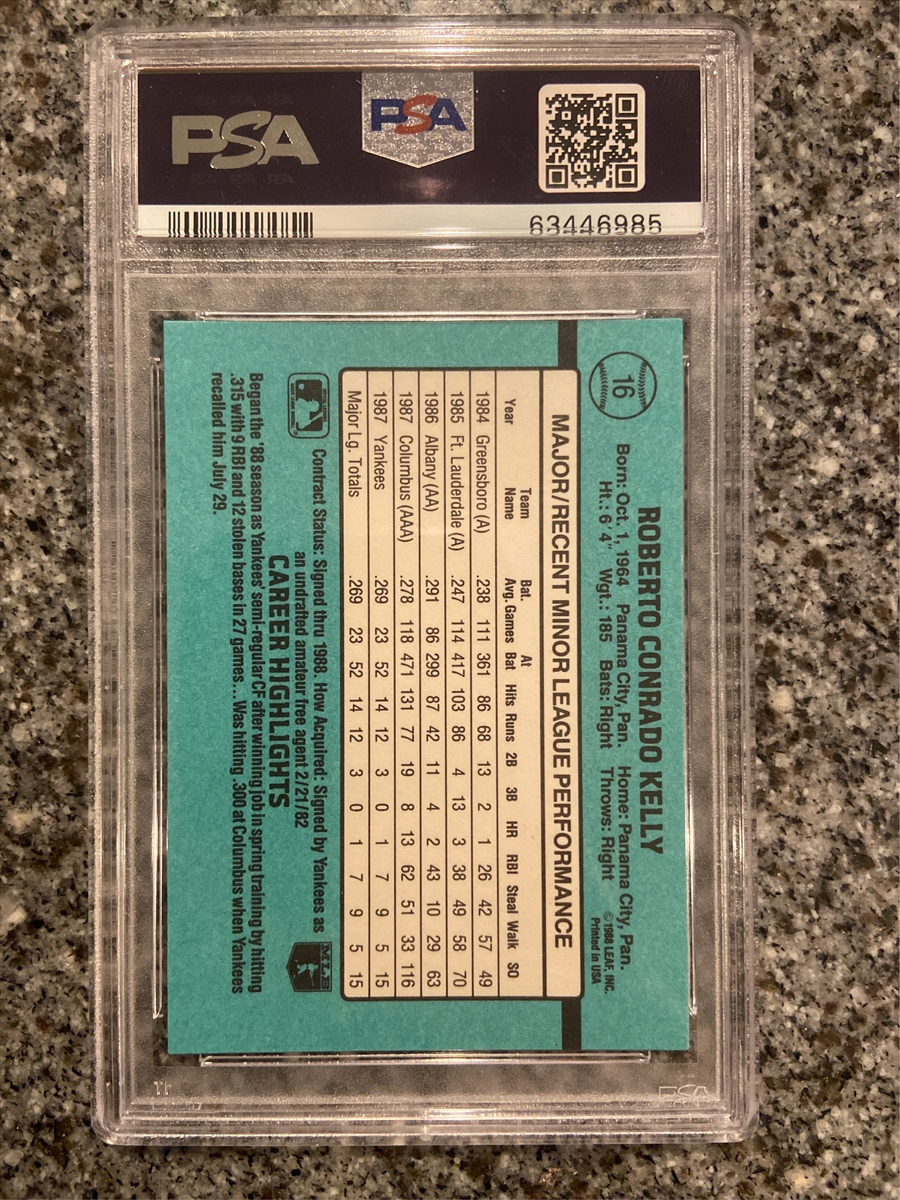 PSA
PSA
63446985
16
ROBERTO CONRADO KELLY
Born: Oct. 1, 1964 Panama City, Pan. Home: Panama City, Pan.
Ht.: 6' 4" Wgt.: 185 Bats: Right Throws: Right
©1988 LEAF, INC.
Printed in USA
MAJOR/RECENT MINOR LEAGUE PERFORMANCE
Year Team Name Bat. Avg. Games At Bat Hits Runs 2B 3B HR RBI Steal Walk SO
1984 Greensboro (A) .238 111 361 86 68 13 2 1 26 42 57 49
1985 Ft. Lauderdale (A) .247 114 417 103 86 4 13 3 38 49 58 70
1986 Albany (AA) .291 86 299 87 42 11 4 2 43 10 29 63
1987 Columbus (AAA) .278 118 471 131 77 19 8 13 62 51 33 116
1987 Yankees .269 23 52 14 12 3 0 1 7 9 5 15
Major Lg. Totals .269 23 52 14 12 3 0 1 7 9 5 15
Contract Status: Signed thru 1988. How Acquired: Signed by Yankees as
an undrafted amateur free agent 2/21/82
MLB
CAREER HIGHLIGHTS
Began the '88 season as Yankees' semi-regular CF after winning job in spring training by hitting
.315 with 9 RBI and 12 stolen bases in 27 games ... Was hitting .300 at Columbus when Yankees
recalled him July 29.
PSA